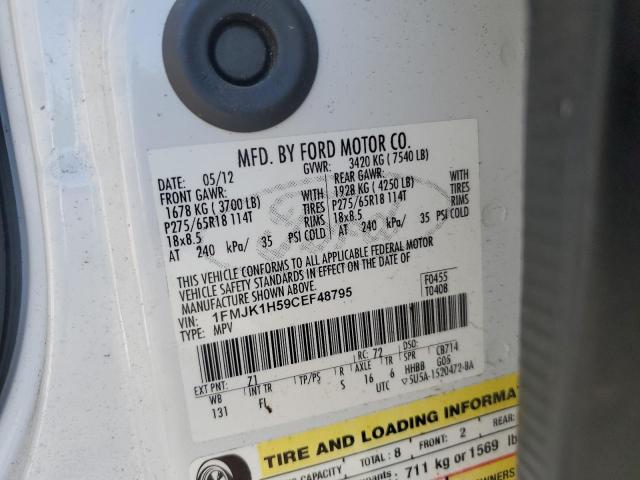 MFD. BY FORD MOTOR CO.
DATE: 05/12 GVWR: 3420 KG ( 7540 LB)
FRONT GAWR: REAR GAWR:
1678 KG ( 3700 LB) WITH 1928 KG ( 4250 LB) WITH
P275/65R18 114T TIRES P275/65R18 114T TIRES
18x8.5 RIMS 18x8.5 RIMS
AT 240 kPa/ 35 PSI COLD AT 240 kPa/ 35 PSI COLD
THIS VEHICLE CONFORMS TO ALL APPLICABLE FEDERAL MOTOR
VEHICLE SAFETY STANDARDS IN EFFECT ON THE DATE OF
MANUFACTURE SHOWN ABOVE.
VIN: 1FMJK1H59CEF48795 F0455
TYPE: MPV T0408
EXT PNT: Z1 RC: 72 DSO:
WB INT TR TP/PS R AXLE TR SPR CB714
131 FL S 16 6 HHBB G05
UTC 5U5A-1520472-BA
TIRE AND LOADING INFORMA
CAPACITY TOTAL: 8 FRONT: 2 REAR:
711 kg or 1569 lb